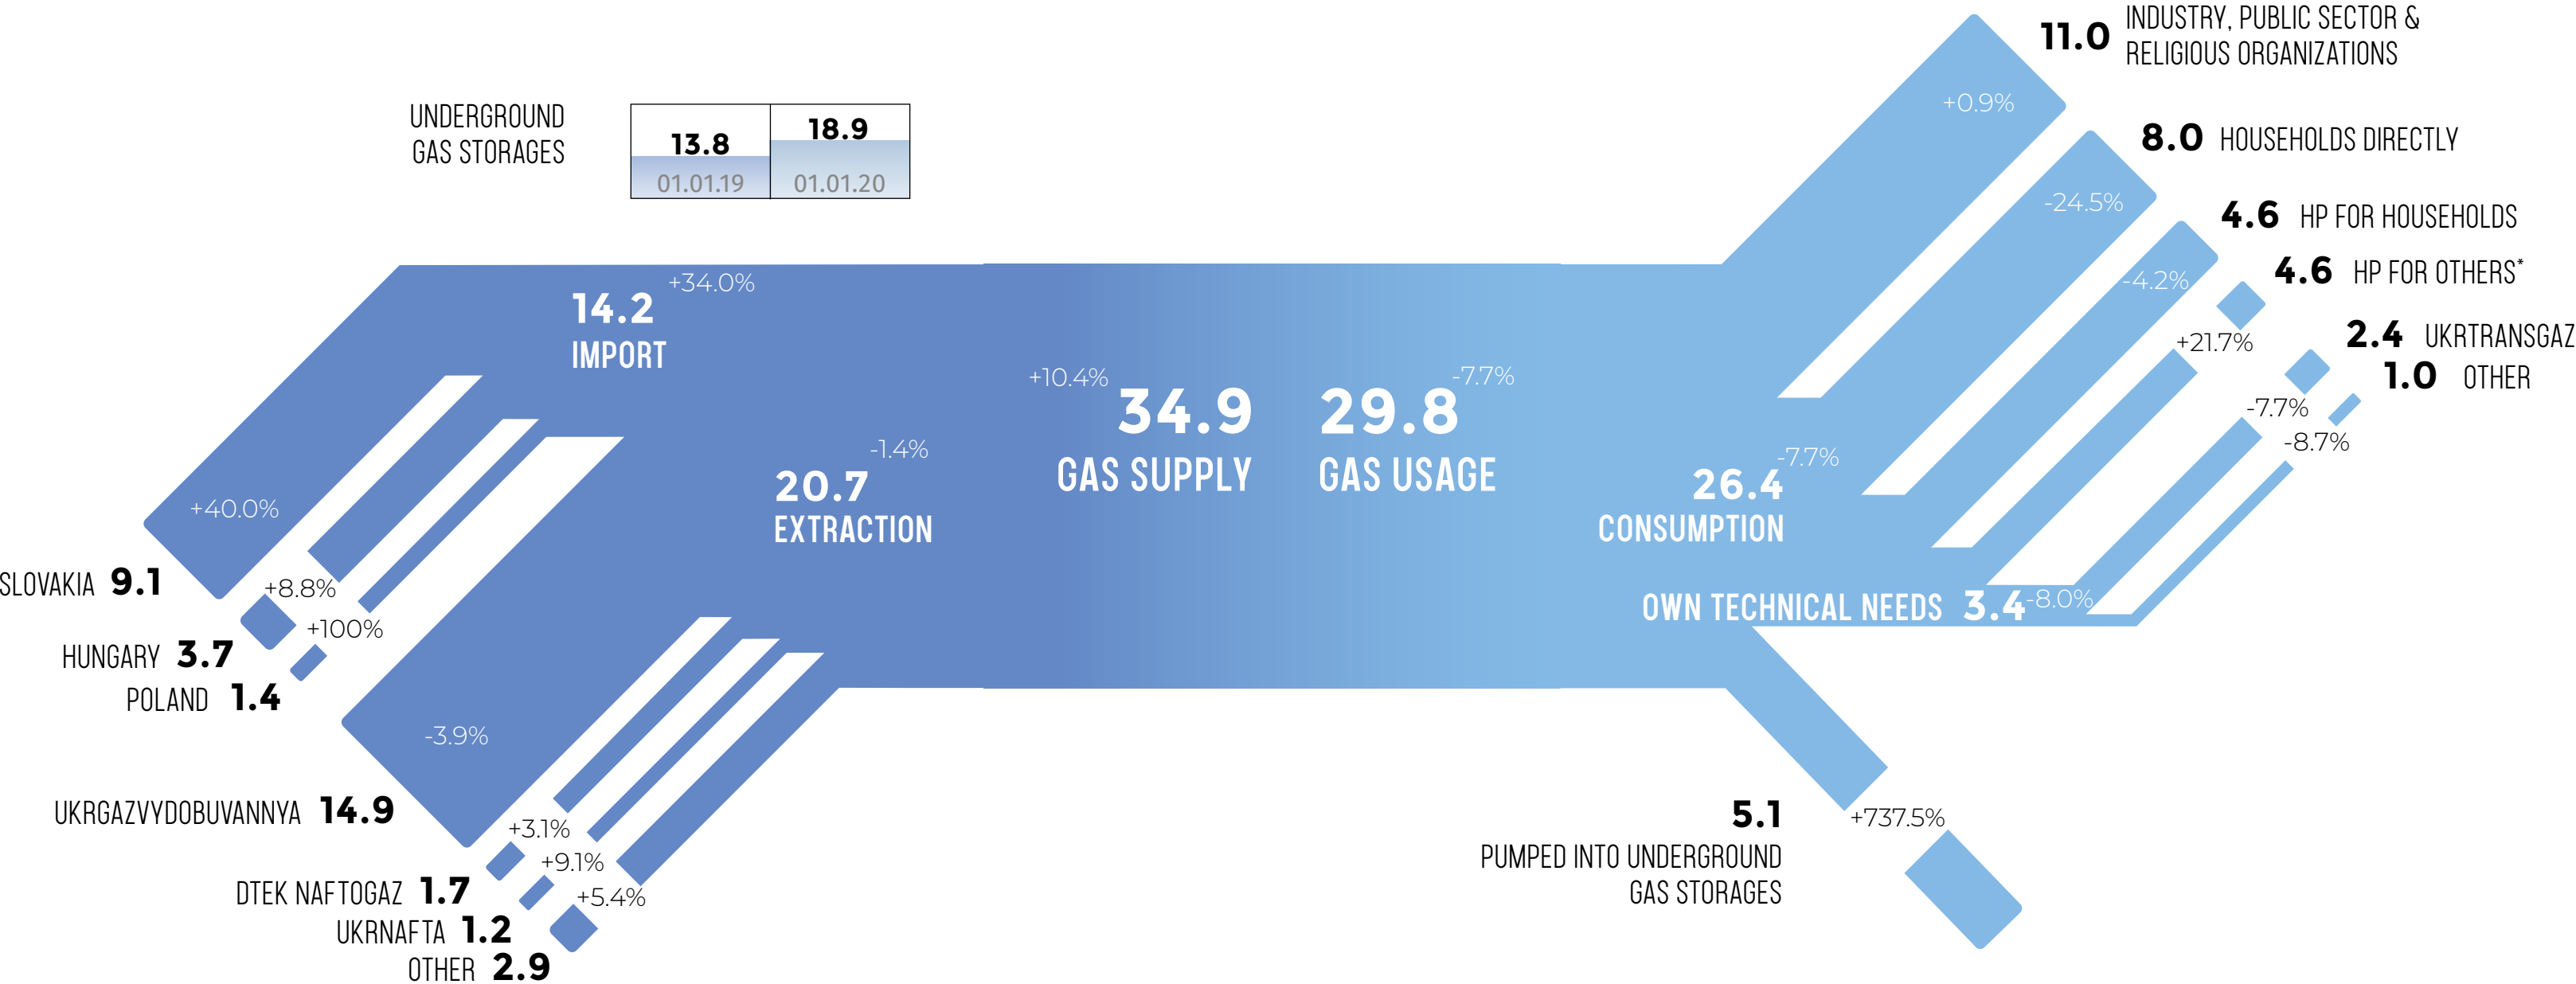 UNDERGROUND
GAS STORAGES
13.8
01.01.19
18.9
01.01.20
+34.0%
14.2
IMPORT
+40.0%
SLOVAKIA 9.1
+8.8%
HUNGARY 3.7
+100%
POLAND 1.4
-1.4%
20.7
EXTRACTION
-3.9%
UKRGAZVYDOBUVANNYA 14.9
+3.1%
DTEK NAFTOGAZ 1.7
+9.1%
UKRNAFTA 1.2
+5.4%
OTHER 2.9
+10.4%
34.9
GAS SUPPLY
-7.7%
29.8
GAS USAGE
-7.7%
26.4
CONSUMPTION
OWN TECHNICAL NEEDS 3.4 -8.0%
11.0 INDUSTRY, PUBLIC SECTOR &
RELIGIOUS ORGANIZATIONS
+0.9%
8.0 HOUSEHOLDS DIRECTLY
-24.5%
4.6 HP FOR HOUSEHOLDS
-4.2%
4.6 HP FOR OTHERS*
+21.7%
2.4 UKRTRANSGAZ
-7.7%
1.0 OTHER
-8.7%
5.1
+737.5%
PUMPED INTO UNDERGROUND
GAS STORAGES